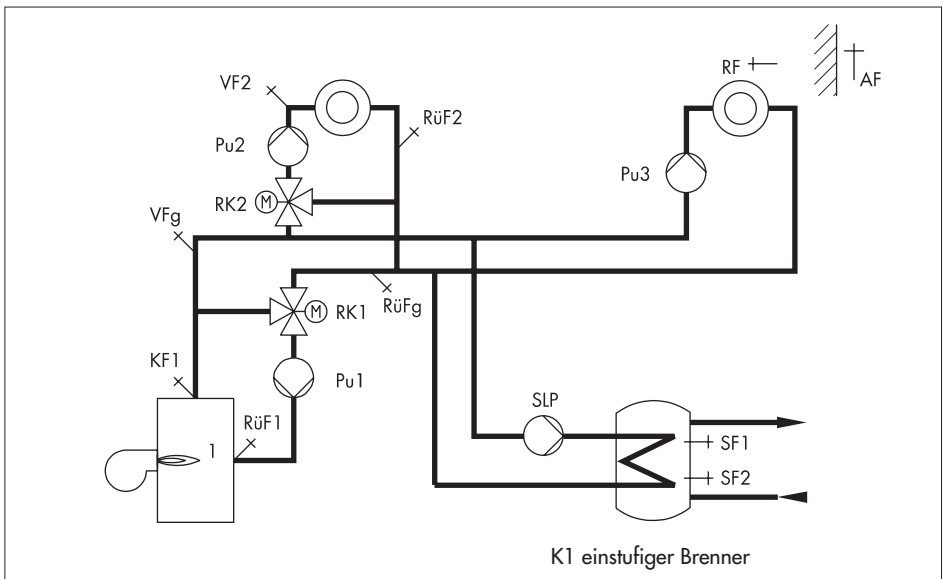 RF
AF
VF2
RüF2
Pu2
Pu3
RK2
M
VFg
RüFg
M
RK1
KF1
Pu1
RüF1
SLP
1
SF1
SF2
K1 einstufiger Brenner